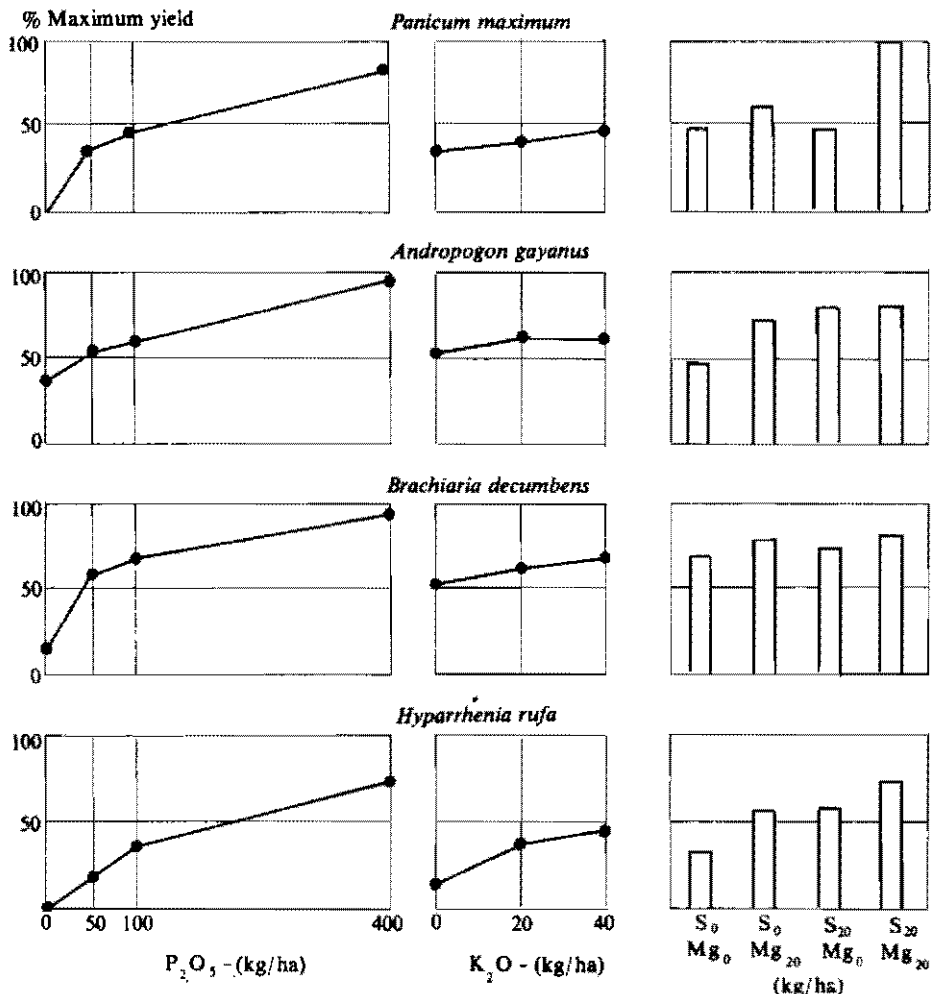 % Maximum yield
Panicum maximum
100
50
0
Andropogon gayanus
100
50
0
Brachiaria decumbens
100
50
0
Hyparrhenia rufa
100
50
0 50 100 400 0 20 40
S₀ S₀ S₂₀ S₂₀
Mg₀ Mg₂₀ Mg₀ Mg₂₀
P₂O₅ - (kg/ha) K₂O - (kg/ha) (kg/ha)